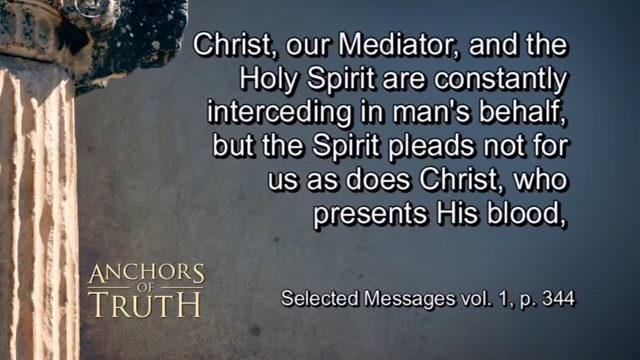 Christ, our Mediator, and the
Holy Spirit are constantly
interceding in man's behalf,
but the Spirit pleads not for
us as does Christ, who
presents His blood,
ANCHORS
OF
TRUTH
Selected Messages vol. 1, p. 344